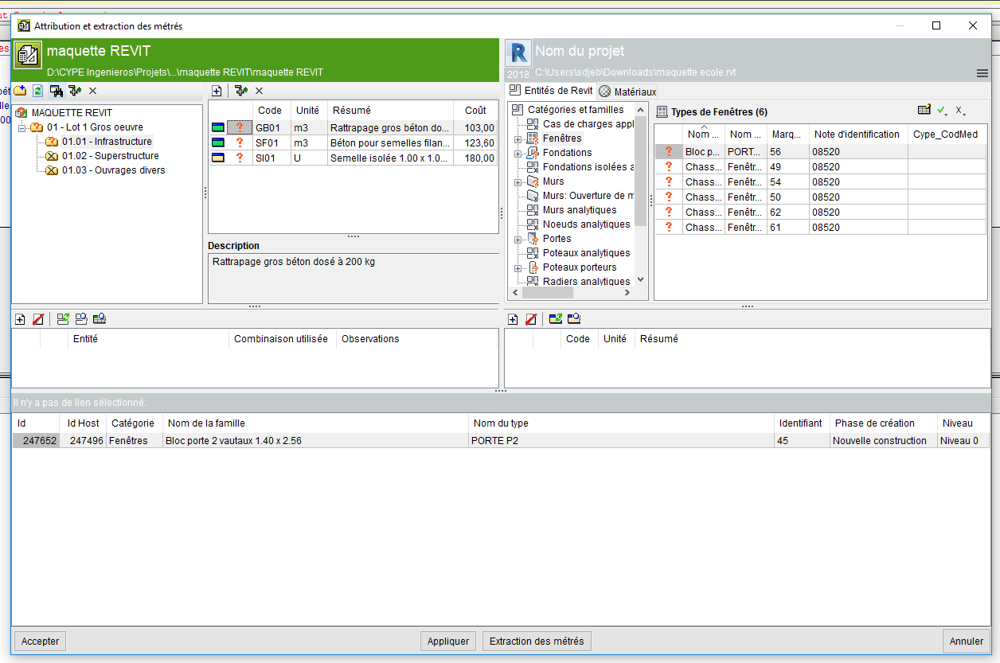 Attribution et extraction des métrés
maquette REVIT
D:\CYPE Ingenieros\Projets\...\maquette REVIT\maquette REVIT
MAQUETTE REVIT
01 - Lot 1 Gros oeuvre
01.01 - Infrastructure
01.02 - Superstructure
01.03 - Ouvrages divers
Code Unité Résumé Coût
GB01 m3 Rattrapage gros béton do... 103,00
SF01 m3 Béton pour semelles filan... 123,60
SI01 U Semelle isolée 1.00 x 1.0... 180,00
Description
Rattrapage gros béton dosé à 200 kg
Nom du projet
2018 C:\Users\sdjeb\Downloads\maquette ecole.rvt
Entités de Revit Matériaux
Catégories et familles
Cas de charges appl
Fenêtres
Fondations
Fondations isolées a
Murs
Murs: Ouverture de m
Murs analytiques
Noeuds analytiques
Portes
Poteaux analytiques
Poteaux porteurs
Radiers analytiques
Types de Fenêtres (6)
Nom ... Nom ... Marq... Note d'identification Cype_CodMed
Bloc p... PORT... 56 08520
Chass... Fenêtr... 49 08520
Chass... Fenêtr... 54 08520
Chass... Fenêtr... 50 08520
Chass... Fenêtr... 62 08520
Chass... Fenêtr... 61 08520
Entité Combinaison utilisée Observations
Code Unité Résumé
Il n'y a pas de lien sélectionné.
Id Id Host Catégorie Nom de la famille Nom du type Identifiant Phase de création Niveau
247652 247496 Fenêtres Bloc porte 2 vautaux 1.40 x 2.56 PORTE P2 45 Nouvelle construction Niveau 0
Accepter Appliquer Extraction des métrés Annuler